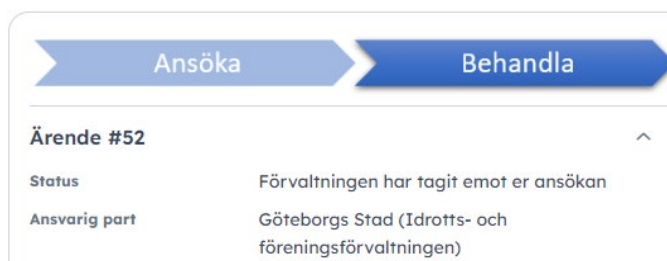 Ansöka
Behandla
Ärende #52
Status
Förvaltningen har tagit emot er ansökan
Ansvarig part
Göteborgs Stad (Idrotts- och
föreningsförvaltningen)